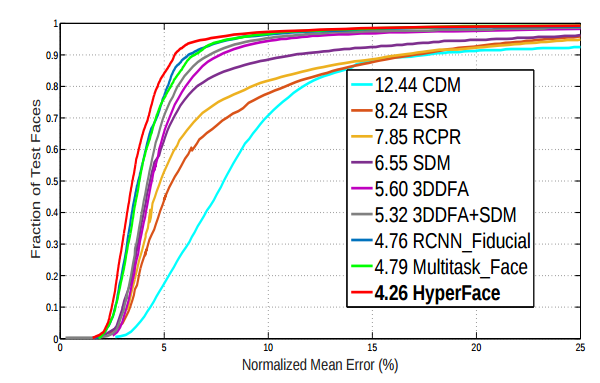 Fraction of Test Faces
1
0.9
0.8
0.7
0.6
0.5
0.4
0.3
0.2
0.1
0
12.44 CDM
8.24 ESR
7.85 RCPR
6.55 SDM
5.60 3DDFA
5.32 3DDFA+SDM
4.76 RCNN_Fiducial
4.79 Multitask_Face
4.26 HyperFace
0 5 10 15 20 25
Normalized Mean Error (%)